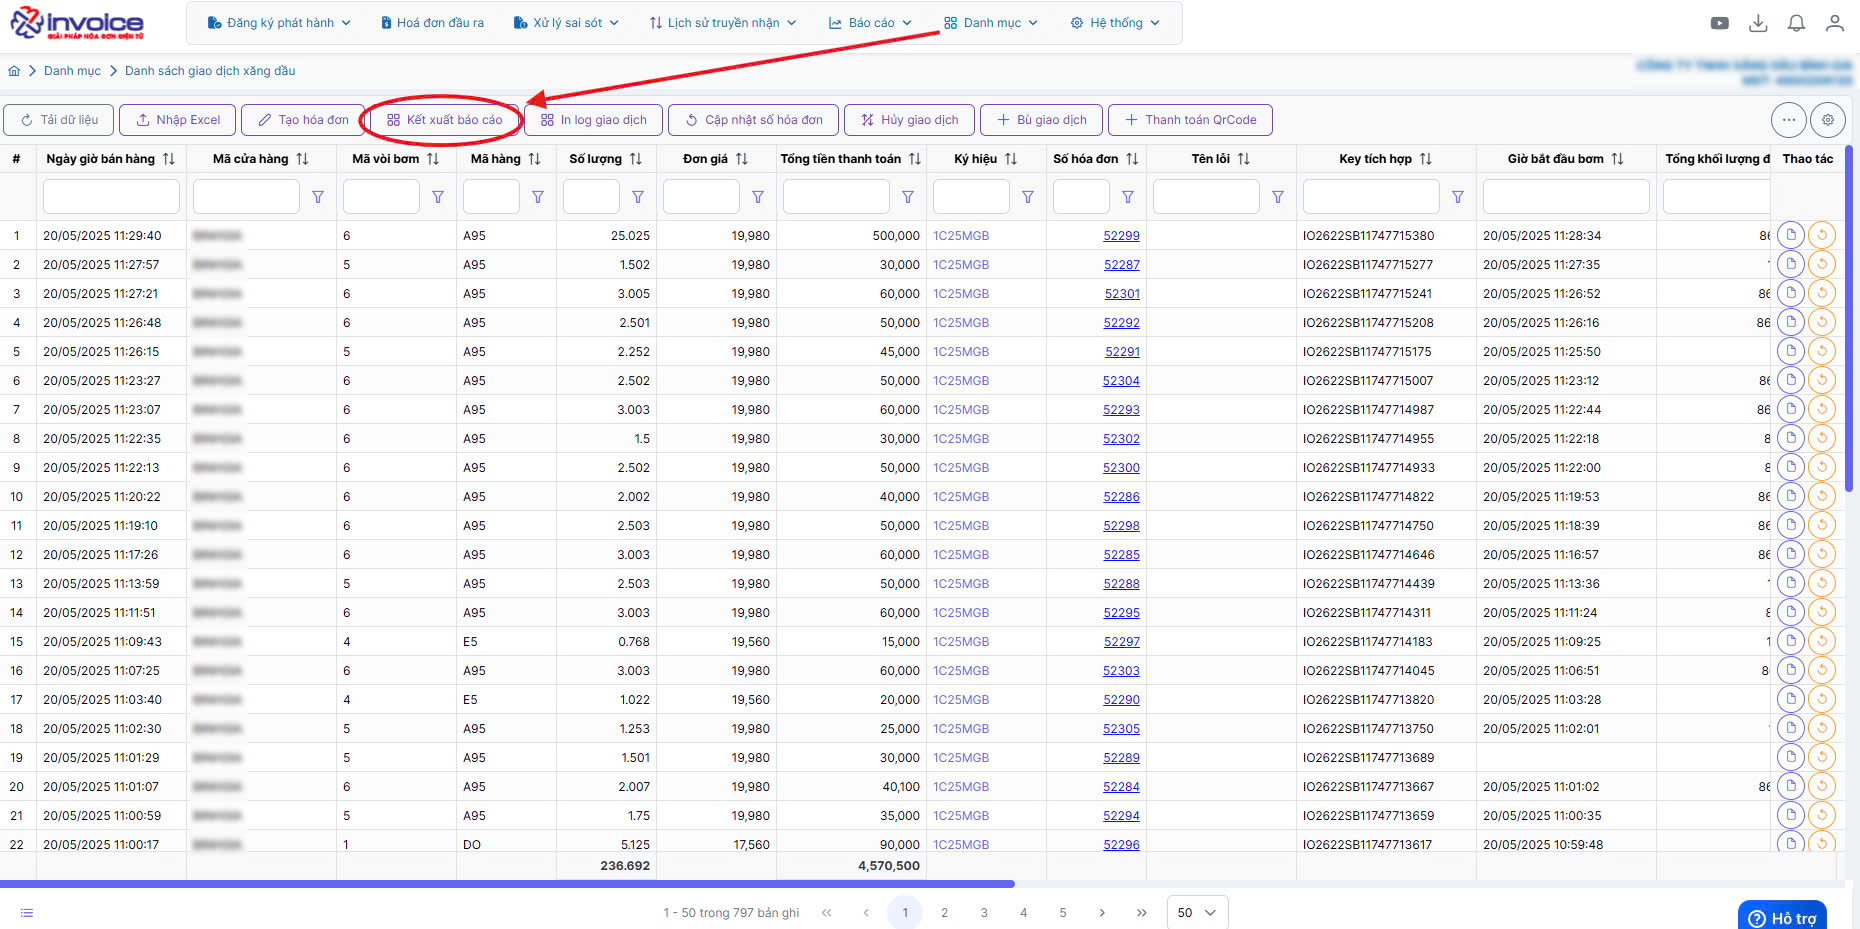 invoice
GIẢI PHÁP HÓA ĐƠN ĐIỆN TỬ
Đăng ký phát hành Hoá đơn đầu ra Xử lý sai sót Lịch sử truyền nhận Báo cáo Danh mục Hệ thống
Danh mục Danh sách giao dịch xăng dầu
Tải dữ liệu Nhập Excel Tạo hóa đơn Kết xuất báo cáo In log giao dịch Cập nhật số hóa đơn Hủy giao dịch Bù giao dịch Thanh toán QrCode
# Ngày giờ bán hàng Mã cửa hàng Mã vòi bơm Mã hàng Số lượng Đơn giá Tổng tiền thanh toán Ký hiệu Số hóa đơn Tên lỗi Key tích hợp Giờ bắt đầu bơm Tổng khối lượng đ Thao tác
1 20/05/2025 11:29:40 6 A95 25.025 19,980 500,000 1C25MGB 52299 IO2622SB11747715380 20/05/2025 11:28:34 86
2 20/05/2025 11:27:57 5 A95 1.502 19,980 30,000 1C25MGB 52287 IO2622SB11747715277 20/05/2025 11:27:35
3 20/05/2025 11:27:21 6 A95 3.005 19,980 60,000 1C25MGB 52301 IO2622SB11747715241 20/05/2025 11:26:52 86
4 20/05/2025 11:26:48 6 A95 2.501 19,980 50,000 1C25MGB 52292 IO2622SB11747715208 20/05/2025 11:26:16 86
5 20/05/2025 11:26:15 5 A95 2.252 19,980 45,000 1C25MGB 52291 IO2622SB11747715175 20/05/2025 11:25:50
6 20/05/2025 11:23:27 6 A95 2.502 19,980 50,000 1C25MGB 52304 IO2622SB11747715007 20/05/2025 11:23:12 86
7 20/05/2025 11:23:07 6 A95 3.003 19,980 60,000 1C25MGB 52293 IO2622SB11747714987 20/05/2025 11:22:44 86
8 20/05/2025 11:22:35 6 A95 1.5 19,980 30,000 1C25MGB 52302 IO2622SB11747714955 20/05/2025 11:22:18 8
9 20/05/2025 11:22:13 6 A95 2.502 19,980 50,000 1C25MGB 52300 IO2622SB11747714933 20/05/2025 11:22:00 8
10 20/05/2025 11:20:22 6 A95 2.002 19,980 40,000 1C25MGB 52286 IO2622SB11747714822 20/05/2025 11:19:53 86
11 20/05/2025 11:19:10 6 A95 2.503 19,980 50,000 1C25MGB 52298 IO2622SB11747714750 20/05/2025 11:18:39 86
12 20/05/2025 11:17:26 6 A95 3.003 19,980 60,000 1C25MGB 52285 IO2622SB11747714646 20/05/2025 11:16:57 86
13 20/05/2025 11:13:59 5 A95 2.503 19,980 50,000 1C25MGB 52288 IO2622SB11747714439 20/05/2025 11:13:36
14 20/05/2025 11:11:51 6 A95 3.003 19,980 60,000 1C25MGB 52295 IO2622SB11747714311 20/05/2025 11:11:24 8
15 20/05/2025 11:09:43 4 E5 0.768 19,560 15,000 1C25MGB 52297 IO2622SB11747714183 20/05/2025 11:09:25 1
16 20/05/2025 11:07:25 6 A95 3.003 19,980 60,000 1C25MGB 52303 IO2622SB11747714045 20/05/2025 11:06:51 8
17 20/05/2025 11:03:40 4 E5 1.022 19,560 20,000 1C25MGB 52290 IO2622SB11747713820 20/05/2025 11:03:28
18 20/05/2025 11:02:30 5 A95 1.253 19,980 25,000 1C25MGB 52305 IO2622SB11747713750 20/05/2025 11:02:01
19 20/05/2025 11:01:29 5 A95 1.501 19,980 30,000 1C25MGB 52289 IO2622SB11747713689
20 20/05/2025 11:01:07 6 A95 2.007 19,980 40,100 1C25MGB 52284 IO2622SB11747713667 20/05/2025 11:01:02 86
21 20/05/2025 11:00:59 5 A95 1.75 19,980 35,000 1C25MGB 52294 IO2622SB11747713659 20/05/2025 11:00:35
22 20/05/2025 11:00:17 1 DO 5.125 17,560 90,000 1C25MGB 52296 IO2622SB11747713617 20/05/2025 10:59:48
236.692 4,570,500
1 - 50 trong 797 bản ghi « ‹ 1 2 3 4 5 › » 50
Hỗ trợ